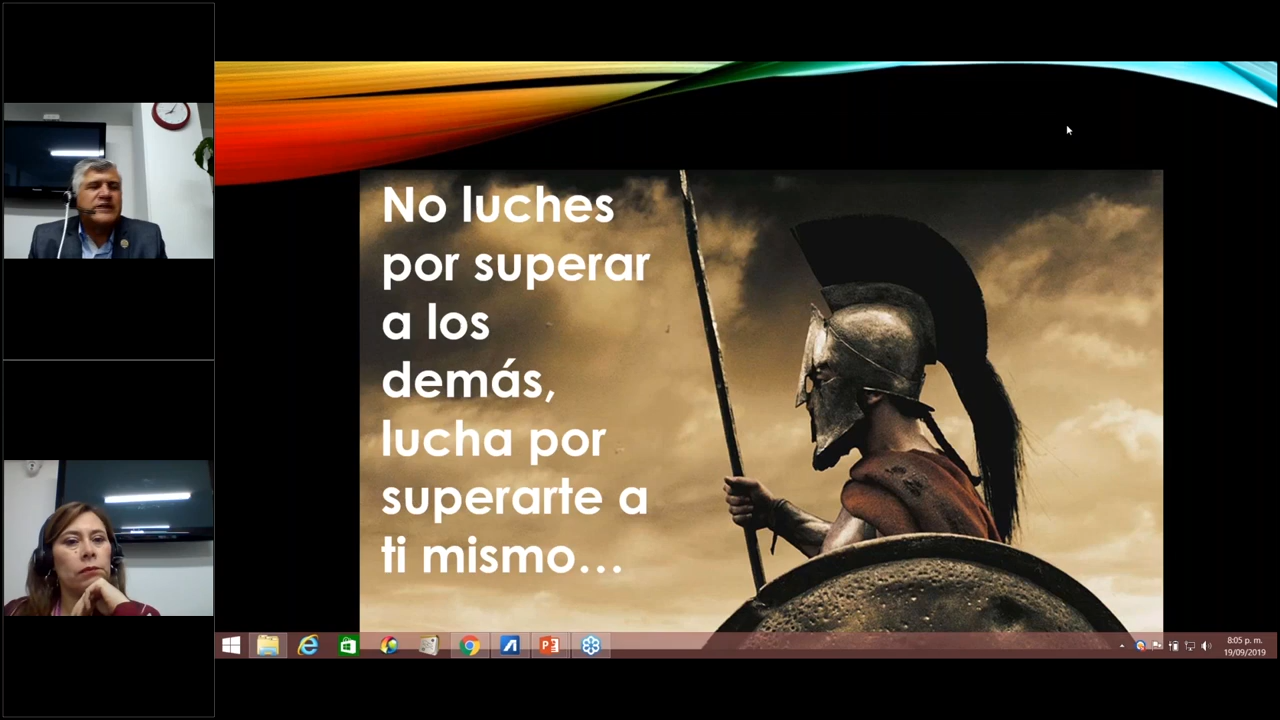 No luches
por superar
a los
demás,
lucha por
superarte a
ti mismo...
8:05 p. m.
19/09/2019